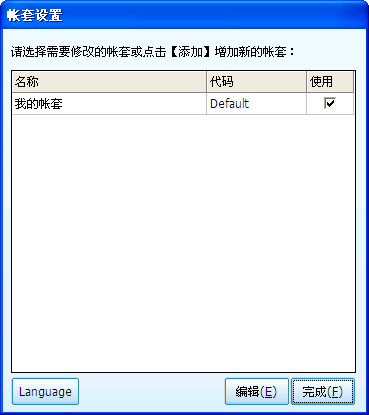 帐套设置
请选择需要修改的帐套或点击【添加】增加新的帐套：
名称 代码 使用
我的帐套 Default
Language 编辑(E) 完成(F)